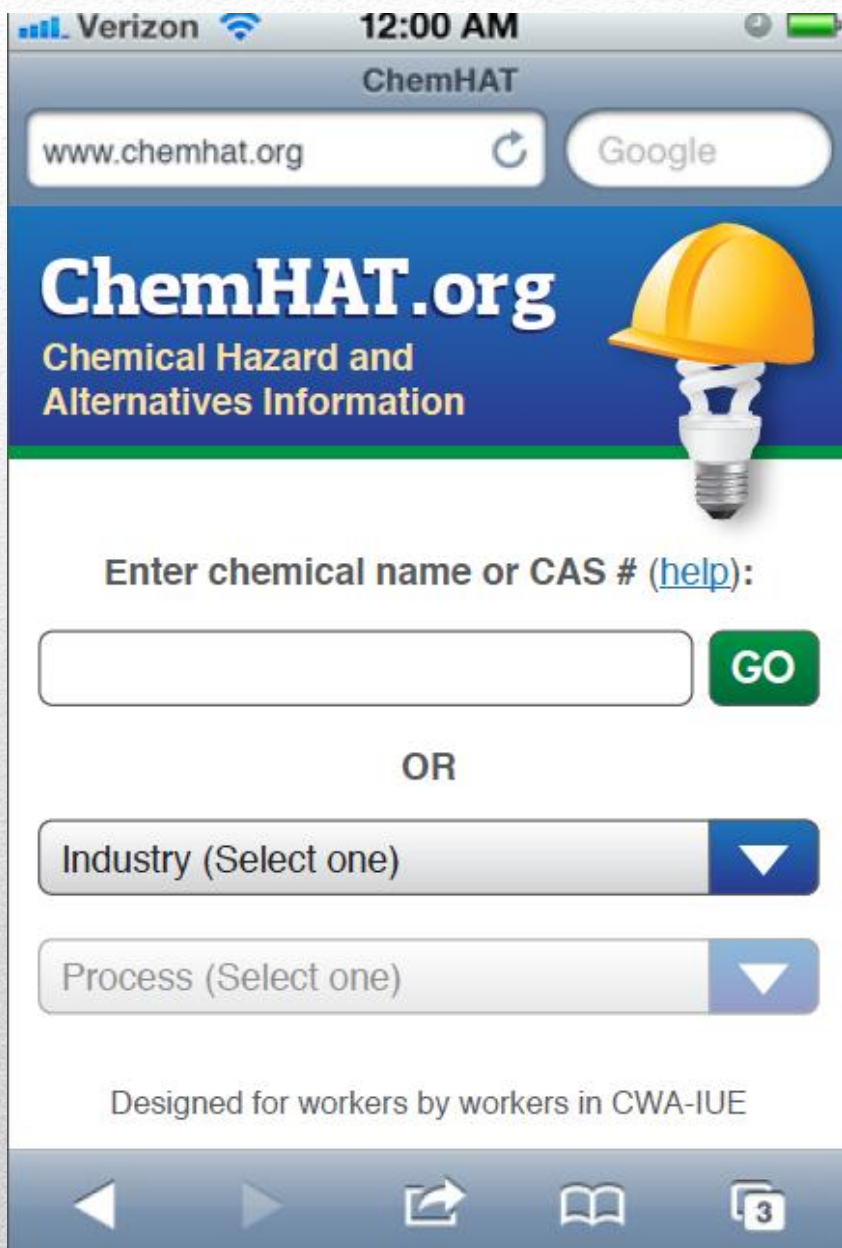 Verizon 12:00 AM
ChemHAT
www.chemhat.org Google
ChemHAT.org
Chemical Hazard and
Alternatives Information
Enter chemical name or CAS # (help):
GO
OR
Industry (Select one)
Process (Select one)
Designed for workers by workers in CWA-IUE
3